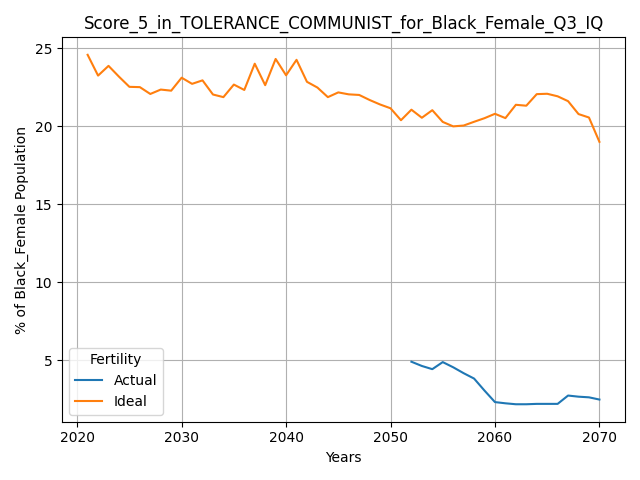 Score_5_in_TOLERANCE_COMMUNIST_for_Black_Female_Q3_IQ
25
20
15
10
5
% of Black_Female Population
Fertility
Actual
Ideal
2020 2030 2040 2050 2060 2070
Years